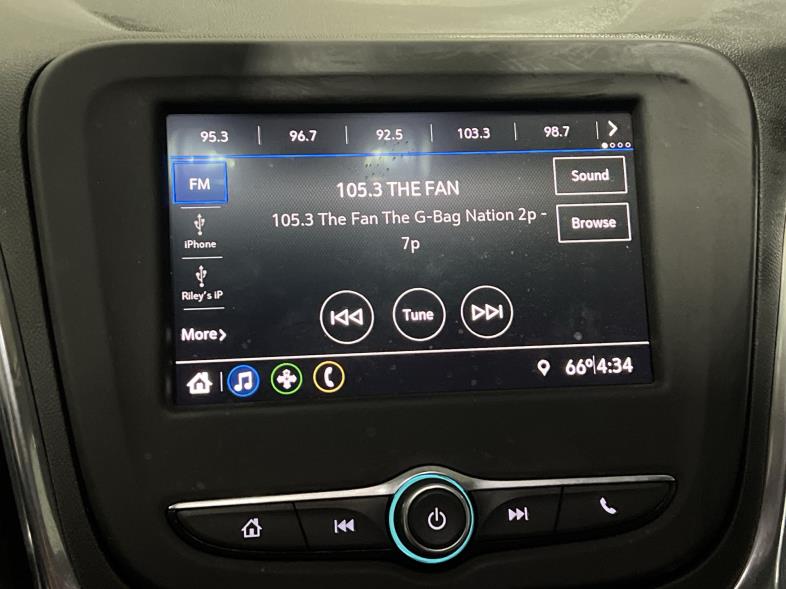 95.3 96.7 92.5 103.3 98.7
FM
105.3 THE FAN
Sound
105.3 The Fan The G-Bag Nation 2p -
7p
Browse
iPhone
Riley's iP
Tune
More
66° 4:34